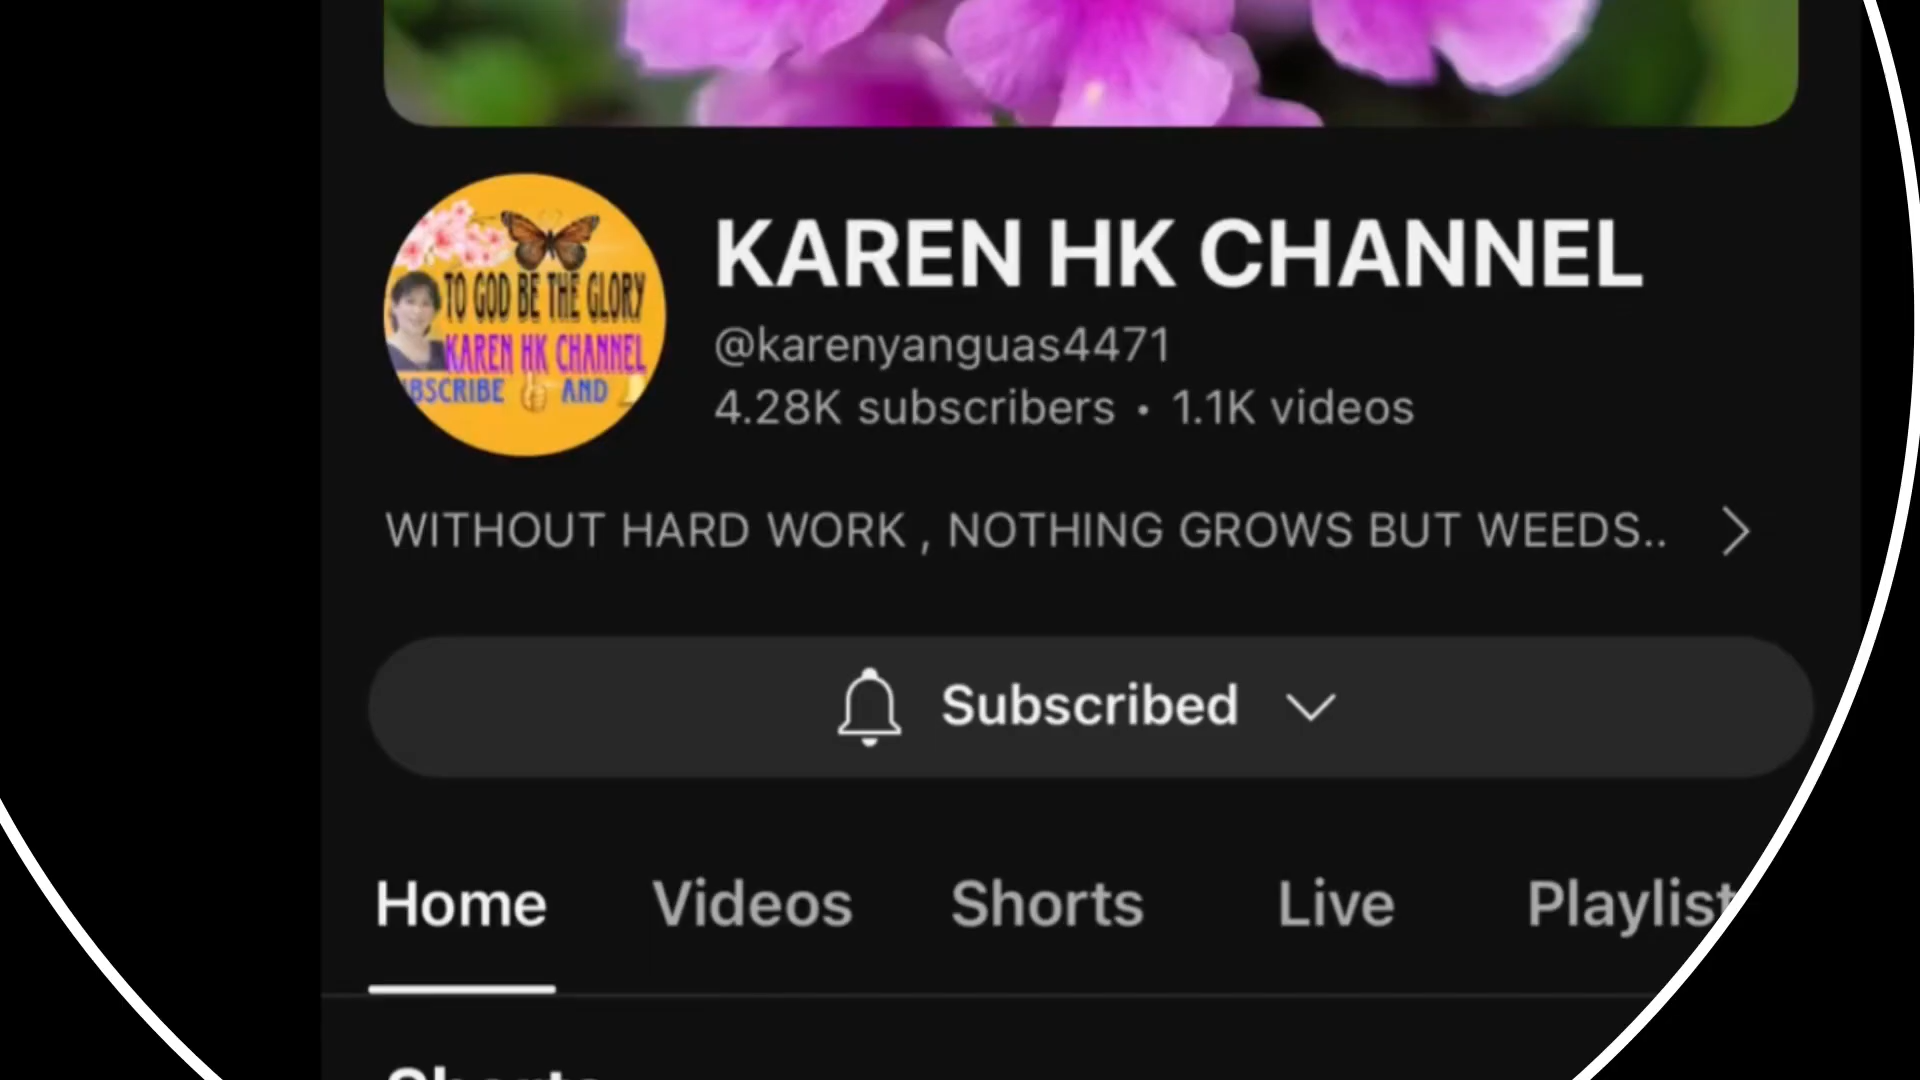 TO GOD BE THE GLORY
KAREN HK CHANNEL
BSCRIBE AND
KAREN HK CHANNEL
@karenyanguas4471
4.28K subscribers • 1.1K videos
WITHOUT HARD WORK , NOTHING GROWS BUT WEEDS..
Subscribed
Home Videos Shorts Live Playlist
Shorts